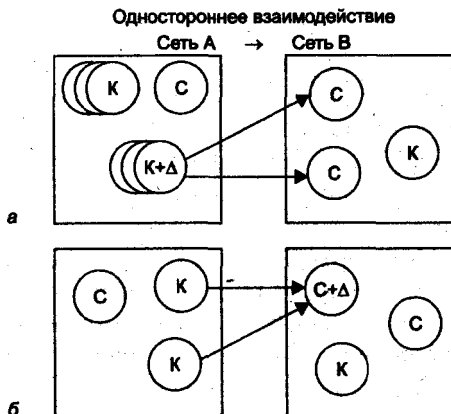 Одностороннее взаимодействие
Сеть А → Сеть В
К С С
К+Δ К
С
а
К С+Δ
С С
К К
б